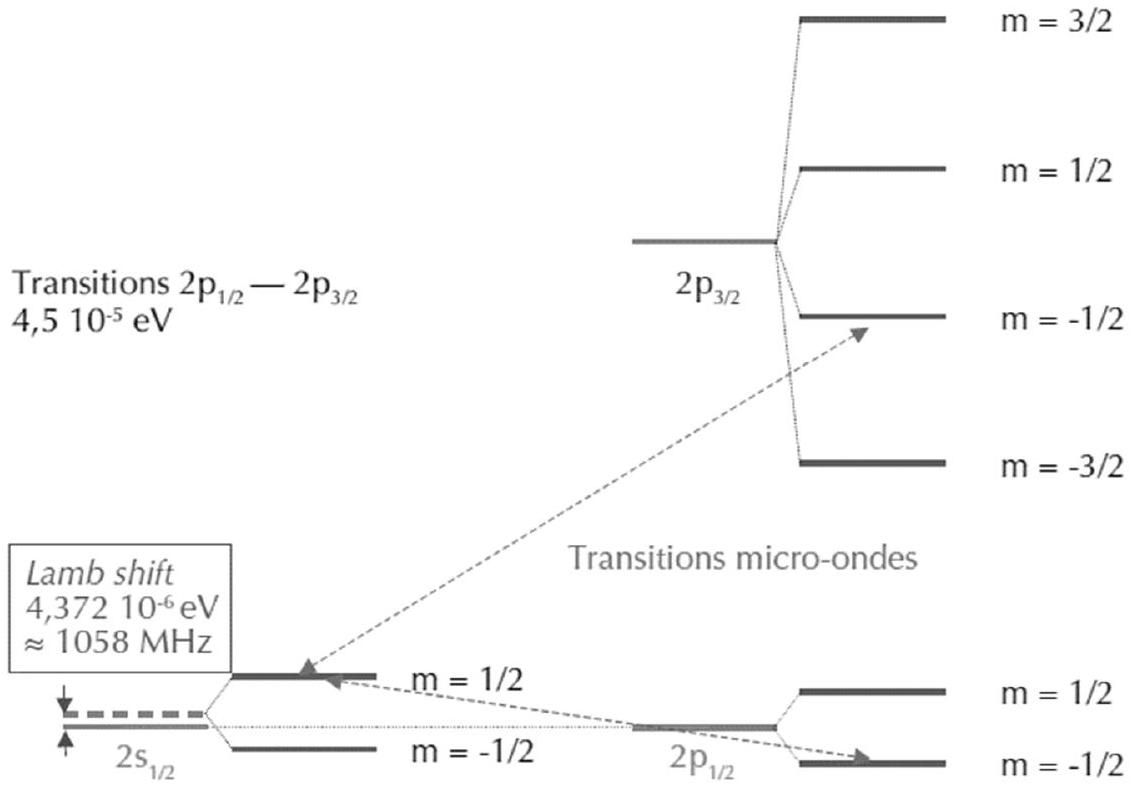 m = 3/2
m = 1/2
Transitions 2p1/2 — 2p3/2
4,5 10-5 eV
2p3/2
m = -1/2
m = -3/2
Transitions micro-ondes
Lamb shift
4,372 10-6 eV
≈ 1058 MHz
m = 1/2
m = 1/2
2s1/2
m = -1/2
2p1/2
m = -1/2